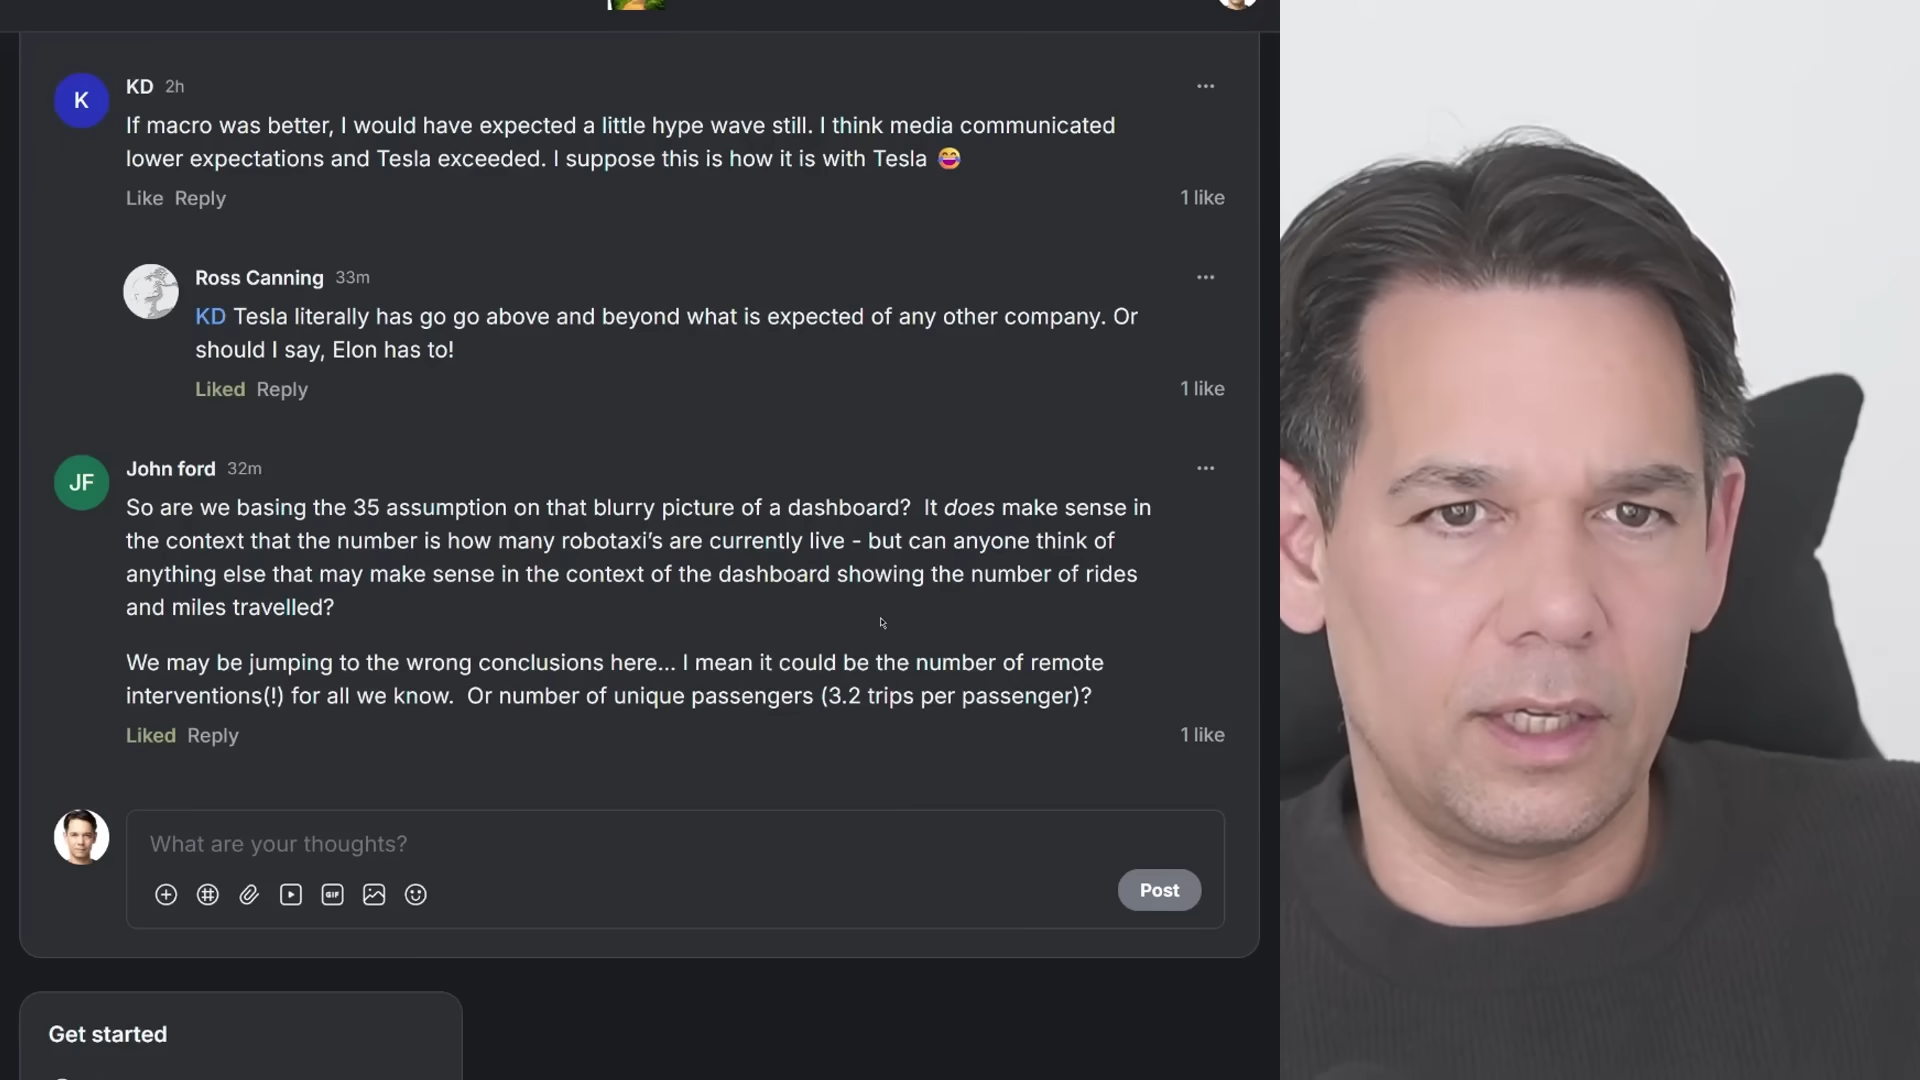 K
KD 2h
If macro was better, I would have expected a little hype wave still. I think media communicated
lower expectations and Tesla exceeded. I suppose this is how it is with Tesla 😂
Like Reply
1 like
Ross Canning 33m
KD Tesla literally has go go above and beyond what is expected of any other company. Or
should I say, Elon has to!
Liked Reply
1 like
JF
John ford 32m
So are we basing the 35 assumption on that blurry picture of a dashboard? It does make sense in
the context that the number is how many robotaxi’s are currently live - but can anyone think of
anything else that may make sense in the context of the dashboard showing the number of rides
and miles travelled?
We may be jumping to the wrong conclusions here... I mean it could be the number of remote
interventions(!) for all we know. Or number of unique passengers (3.2 trips per passenger)?
Liked Reply
1 like
What are your thoughts?
GIF
Post
Get started